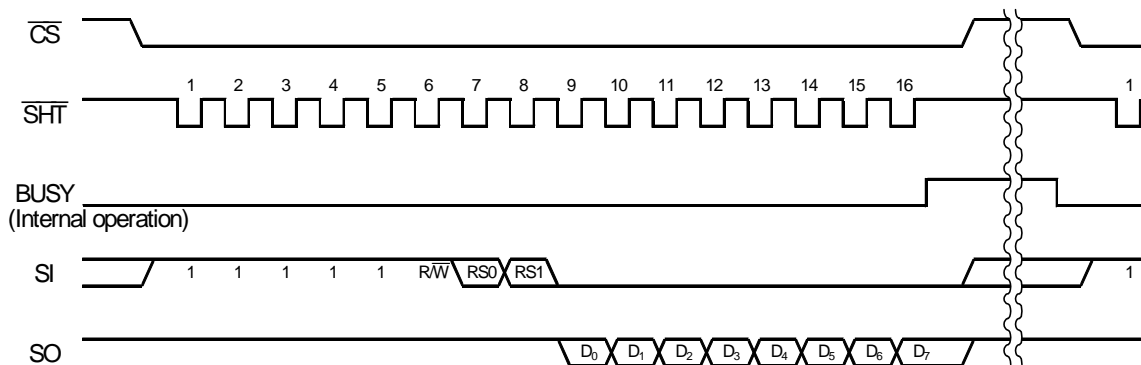 CS
1 2 3 4 5 6 7 8 9 10 11 12 13 14 15 16 1
SHT
BUSY
(Internal operation)
SI 1 1 1 1 1 R/W RS0 RS1 1
SO D0 D1 D2 D3 D4 D5 D6 D7